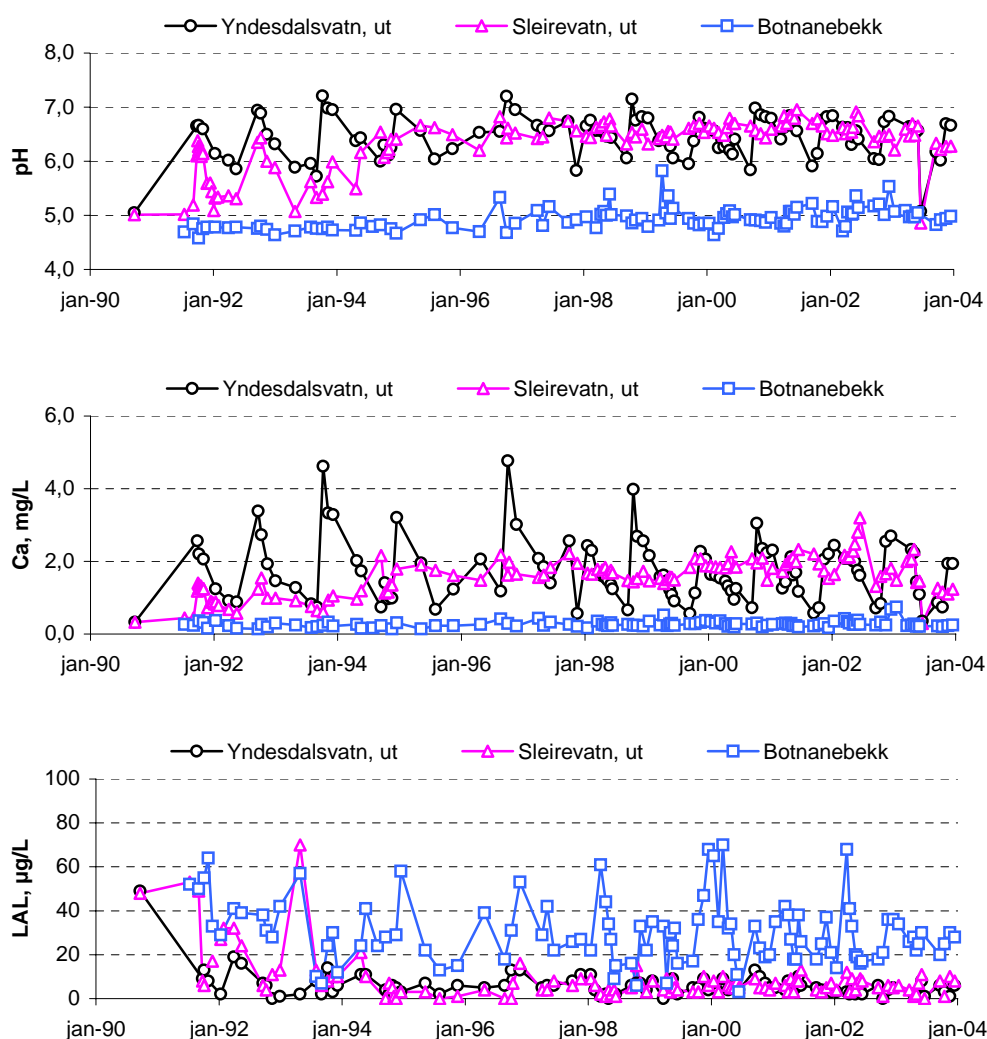 Yndesdalsvatn, ut Sleirevatn, ut Botnanebekk
8,0
7,0
6,0
5,0
4,0
pH
jan-90 jan-92 jan-94 jan-96 jan-98 jan-00 jan-02 jan-04
Yndesdalsvatn, ut Sleirevatn, ut Botnanebekk
6,0
4,0
2,0
0,0
Ca, mg/L
jan-90 jan-92 jan-94 jan-96 jan-98 jan-00 jan-02 jan-04
Yndesdalsvatn, ut Sleirevatn, ut Botnanebekk
100
80
60
40
20
0
LAL, µg/L
jan-90 jan-92 jan-94 jan-96 jan-98 jan-00 jan-02 jan-04